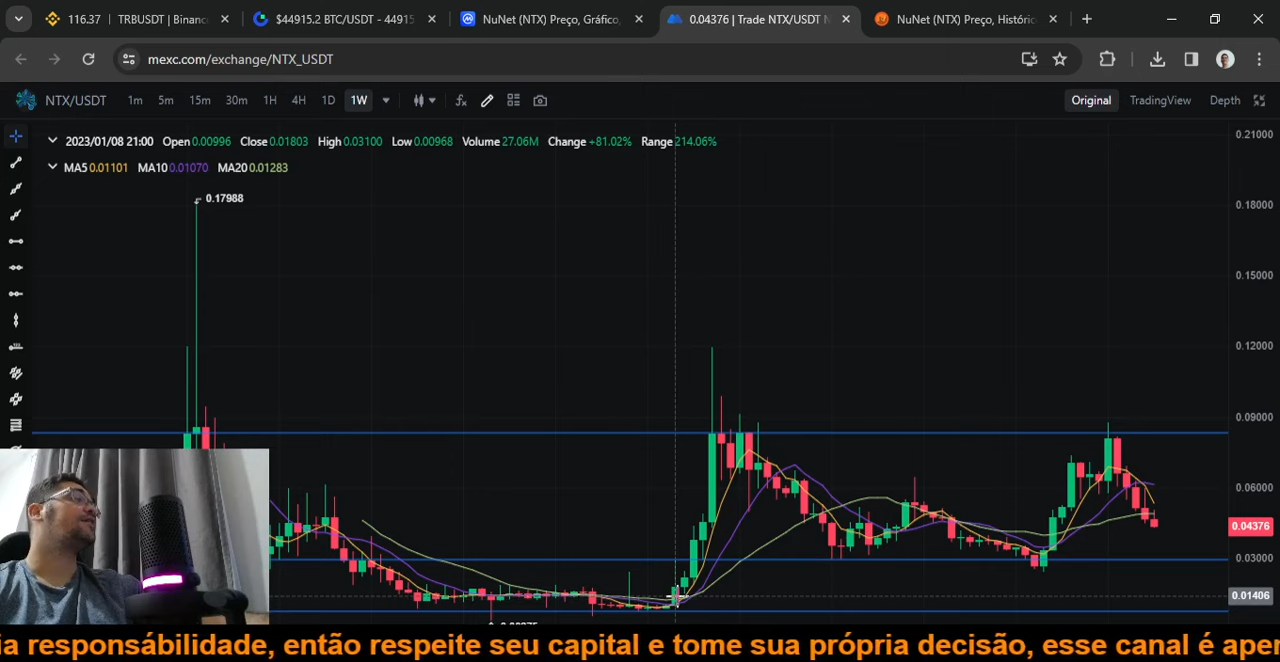 116.37 | TRBUSDT | Binanc
$44915.2 BTC/USDT - 44915
NuNet (NTX) Preço, Gráfico,
0.04376 | Trade NTX/USDT N
NuNet (NTX) Preço, Históric
mexc.com/exchange/NTX_USDT
NTX/USDT 1m 5m 15m 30m 1H 4H 1D 1W
Original TradingView Depth
2023/01/08 21:00 Open 0.00996 Close 0.01803 High 0.03100 Low 0.00968 Volume 27.06M Change +81.02% Range 214.06%
MA5 0.01101 MA10 0.01070 MA20 0.01283
0.17988
0.21000
0.18000
0.15000
0.12000
0.09000
0.06000
0.04376
0.03000
0.01406
ia responsábilidade, então respeite seu capital e tome sua própria decisão, esse canal é aper